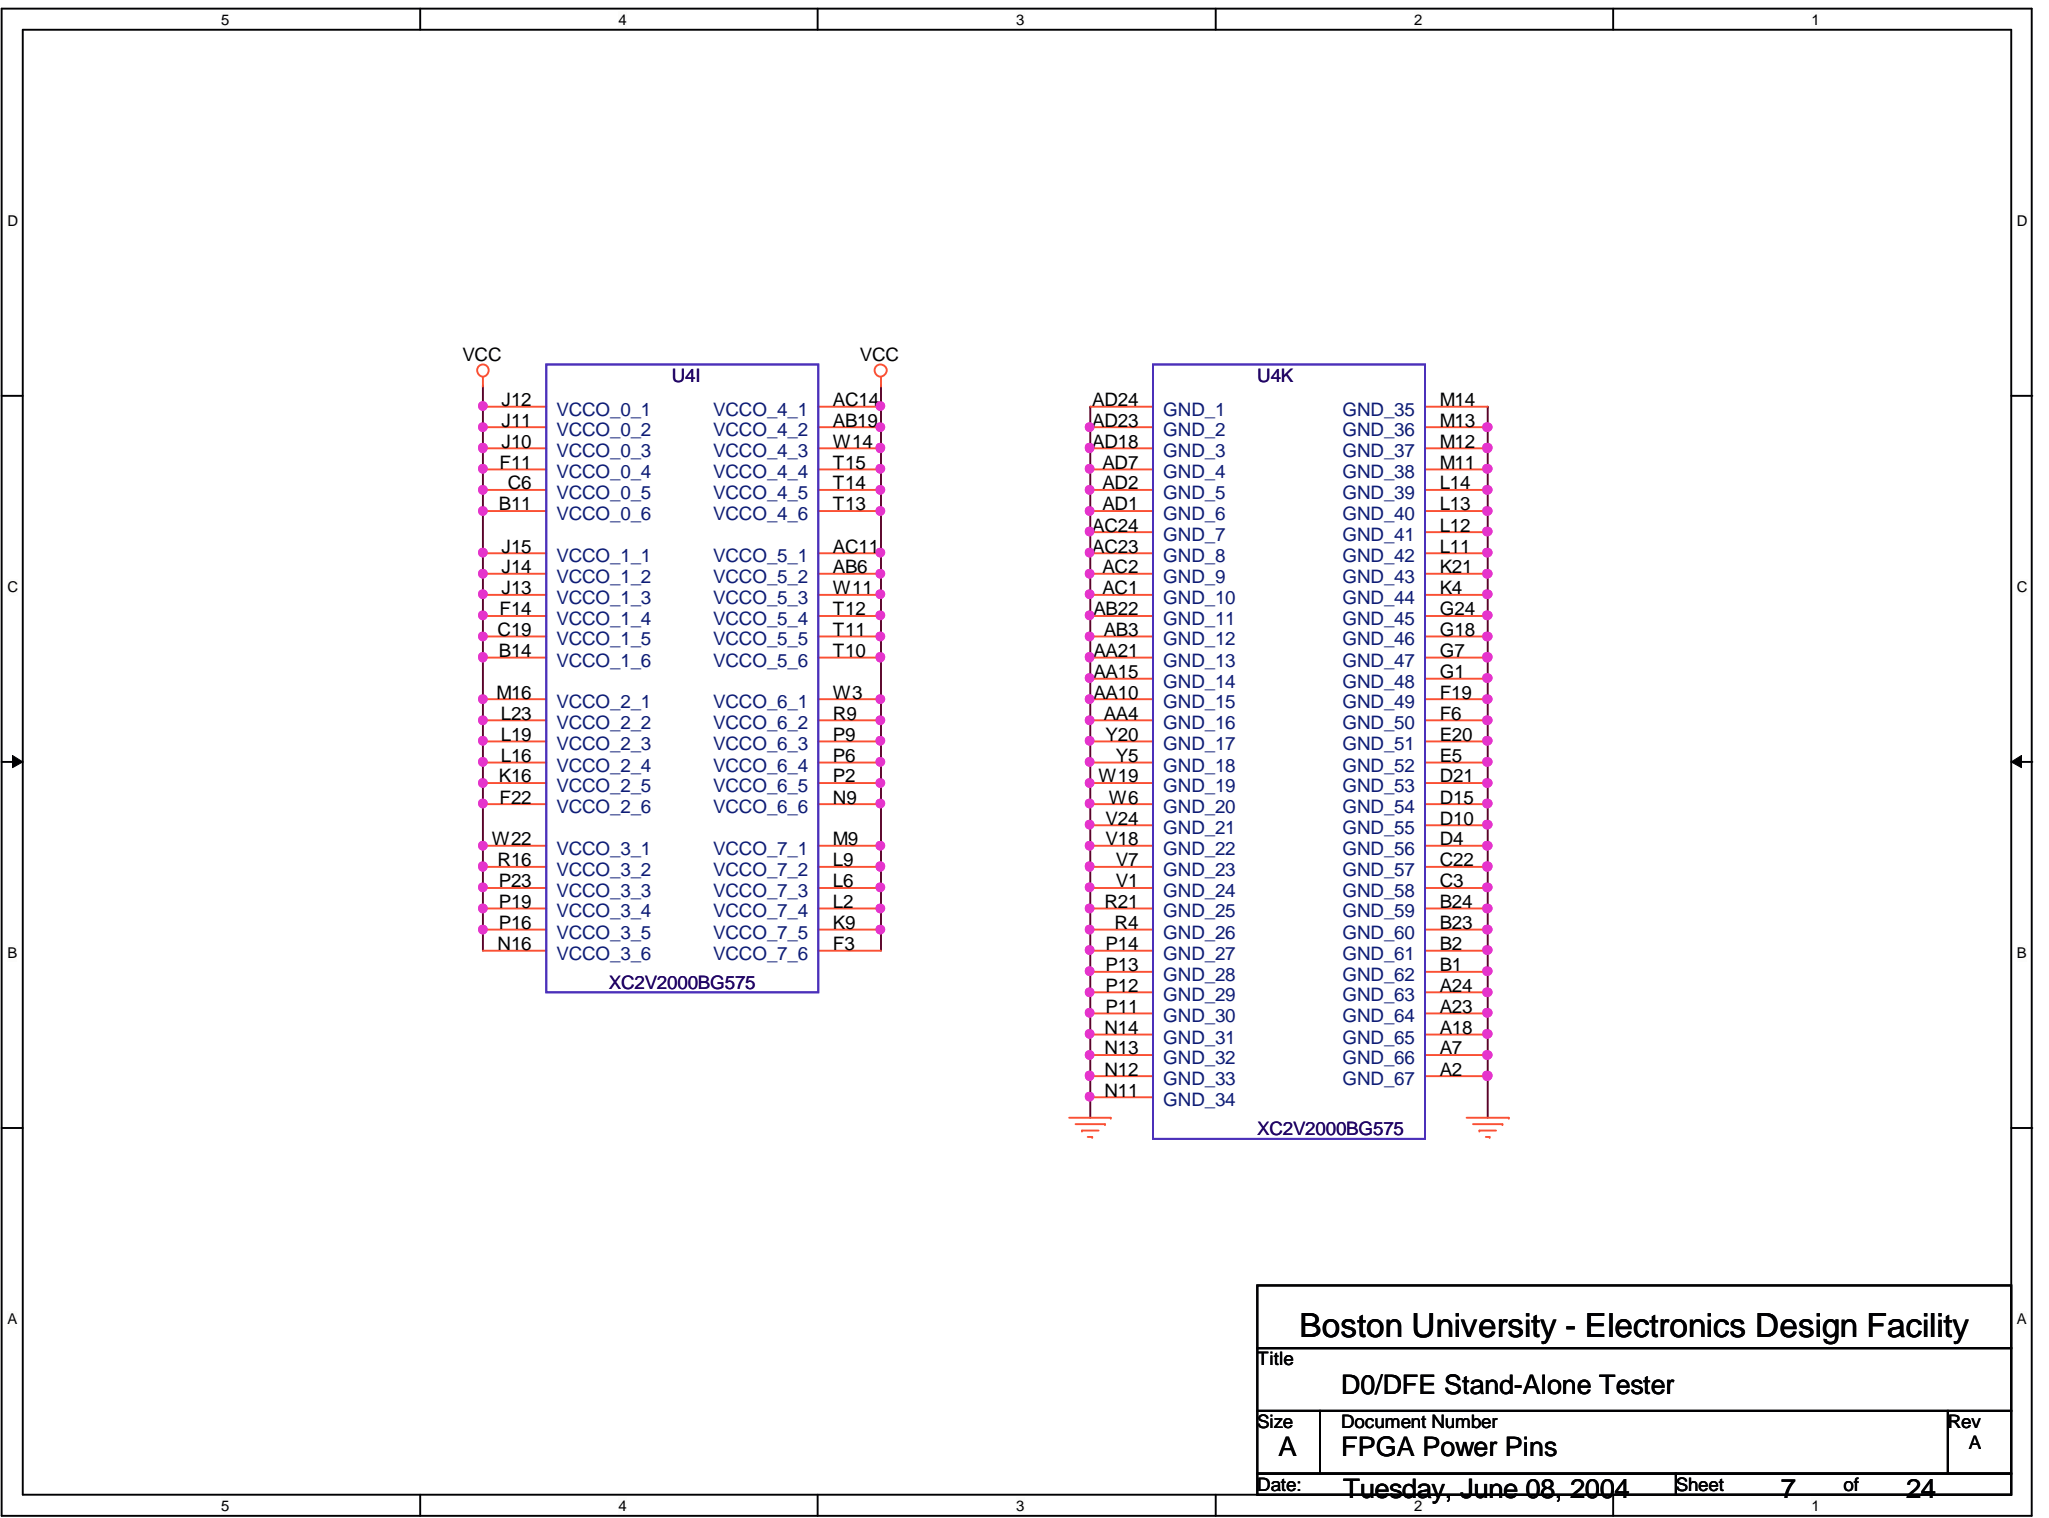 5 4 3 2 1
D D
VCC VCC
U4I U4K
J12 VCCO_0_1 VCCO_4_1 AC14 AD24 GND_1 GND_35 M14
J11 VCCO_0_2 VCCO_4_2 AB19 AD23 GND_2 GND_36 M13
J10 VCCO_0_3 VCCO_4_3 W14 AD18 GND_3 GND_37 M12
F11 VCCO_0_4 VCCO_4_4 T15 AD7 GND_4 GND_38 M11
C6 VCCO_0_5 VCCO_4_5 T14 AD2 GND_5 GND_39 L14
B11 VCCO_0_6 VCCO_4_6 T13 AD1 GND_6 GND_40 L13
AC24 GND_7 GND_41 L12
J15 VCCO_1_1 VCCO_5_1 AC11 AC23 GND_8 GND_42 L11
J14 VCCO_1_2 VCCO_5_2 AB6 AC2 GND_9 GND_43 K21
C J13 VCCO_1_3 VCCO_5_3 W11 AC1 GND_10 GND_44 K4 C
F14 VCCO_1_4 VCCO_5_4 T12 AB22 GND_11 GND_45 G24
C19 VCCO_1_5 VCCO_5_5 T11 AB3 GND_12 GND_46 G18
B14 VCCO_1_6 VCCO_5_6 T10 AA21 GND_13 GND_47 G7
AA15 GND_14 GND_48 G1
M16 VCCO_2_1 VCCO_6_1 W3 AA10 GND_15 GND_49 F19
L23 VCCO_2_2 VCCO_6_2 R9 AA4 GND_16 GND_50 F6
L19 VCCO_2_3 VCCO_6_3 P9 Y20 GND_17 GND_51 E20
L16 VCCO_2_4 VCCO_6_4 P6 Y5 GND_18 GND_52 E5
K16 VCCO_2_5 VCCO_6_5 P2 W19 GND_19 GND_53 D21
F22 VCCO_2_6 VCCO_6_6 N9 W6 GND_20 GND_54 D15
V24 GND_21 GND_55 D10
W22 VCCO_3_1 VCCO_7_1 M9 V18 GND_22 GND_56 D4
R16 VCCO_3_2 VCCO_7_2 L9 V7 GND_23 GND_57 C22
P23 VCCO_3_3 VCCO_7_3 L6 V1 GND_24 GND_58 C3
P19 VCCO_3_4 VCCO_7_4 L2 R21 GND_25 GND_59 B24
P16 VCCO_3_5 VCCO_7_5 K9 R4 GND_26 GND_60 B23
B N16 VCCO_3_6 VCCO_7_6 F3 P14 GND_27 GND_61 B2 B
P13 GND_28 GND_62 B1
XC2V2000BG575 P12 GND_29 GND_63 A24
P11 GND_30 GND_64 A23
N14 GND_31 GND_65 A18
N13 GND_32 GND_66 A7
N12 GND_33 GND_67 A2
N11 GND_34
XC2V2000BG575
A A
Boston University - Electronics Design Facility
Title
D0/DFE Stand-Alone Tester
Size Document Number Rev
A FPGA Power Pins A
Date: Tuesday, June 08, 2004 Sheet 7 of 24
5 4 3 2 1